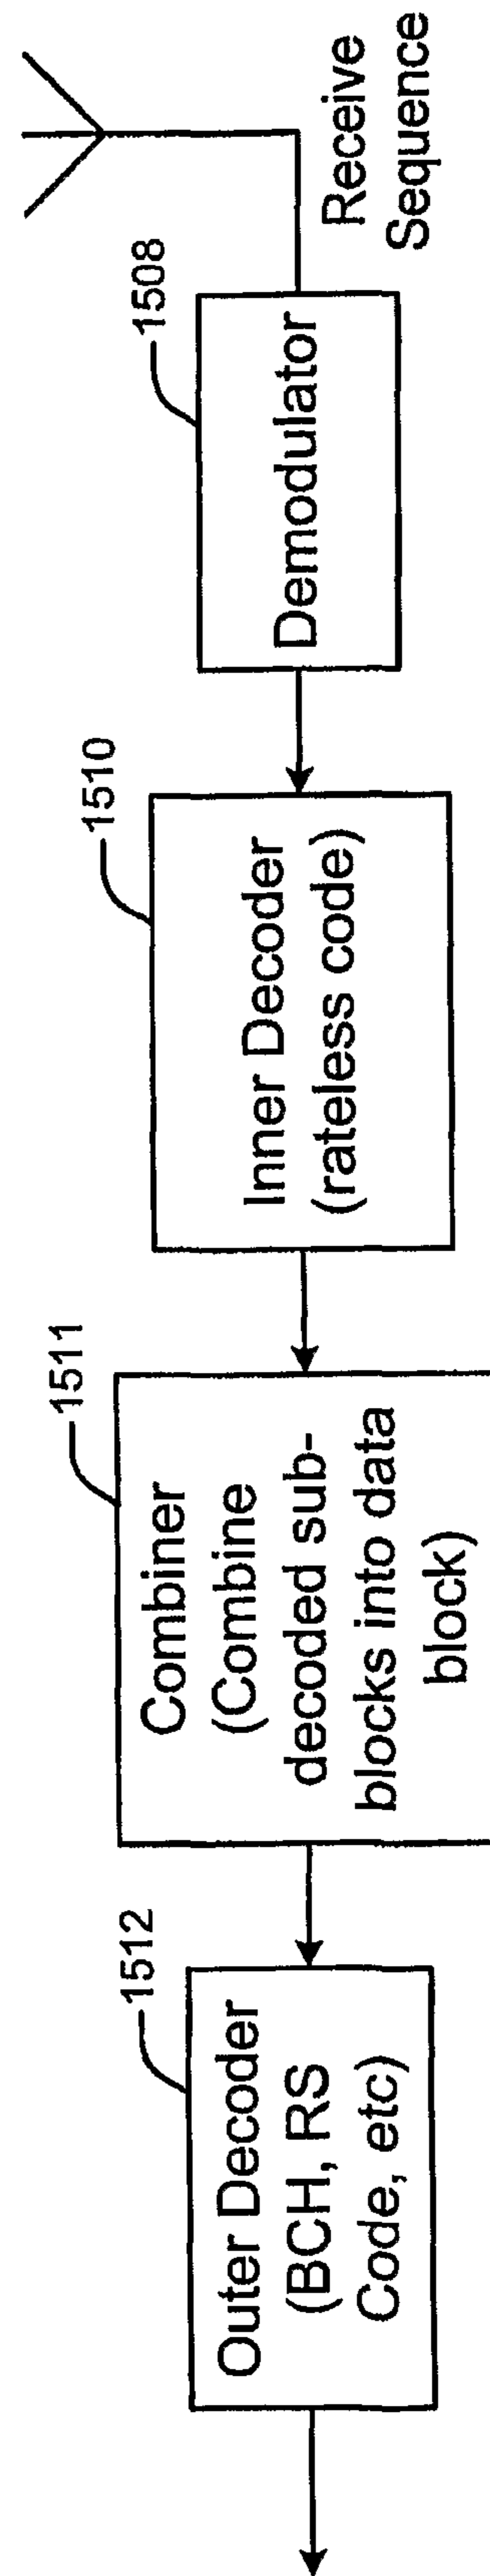 1512
Outer Decoder
(BCH, RS
Code, etc)
1511
Combiner
(Combine
decoded sub-
blocks into data
block)
1510
Inner Decoder
(rateless code)
1508
Demodulator
Receive
Sequence